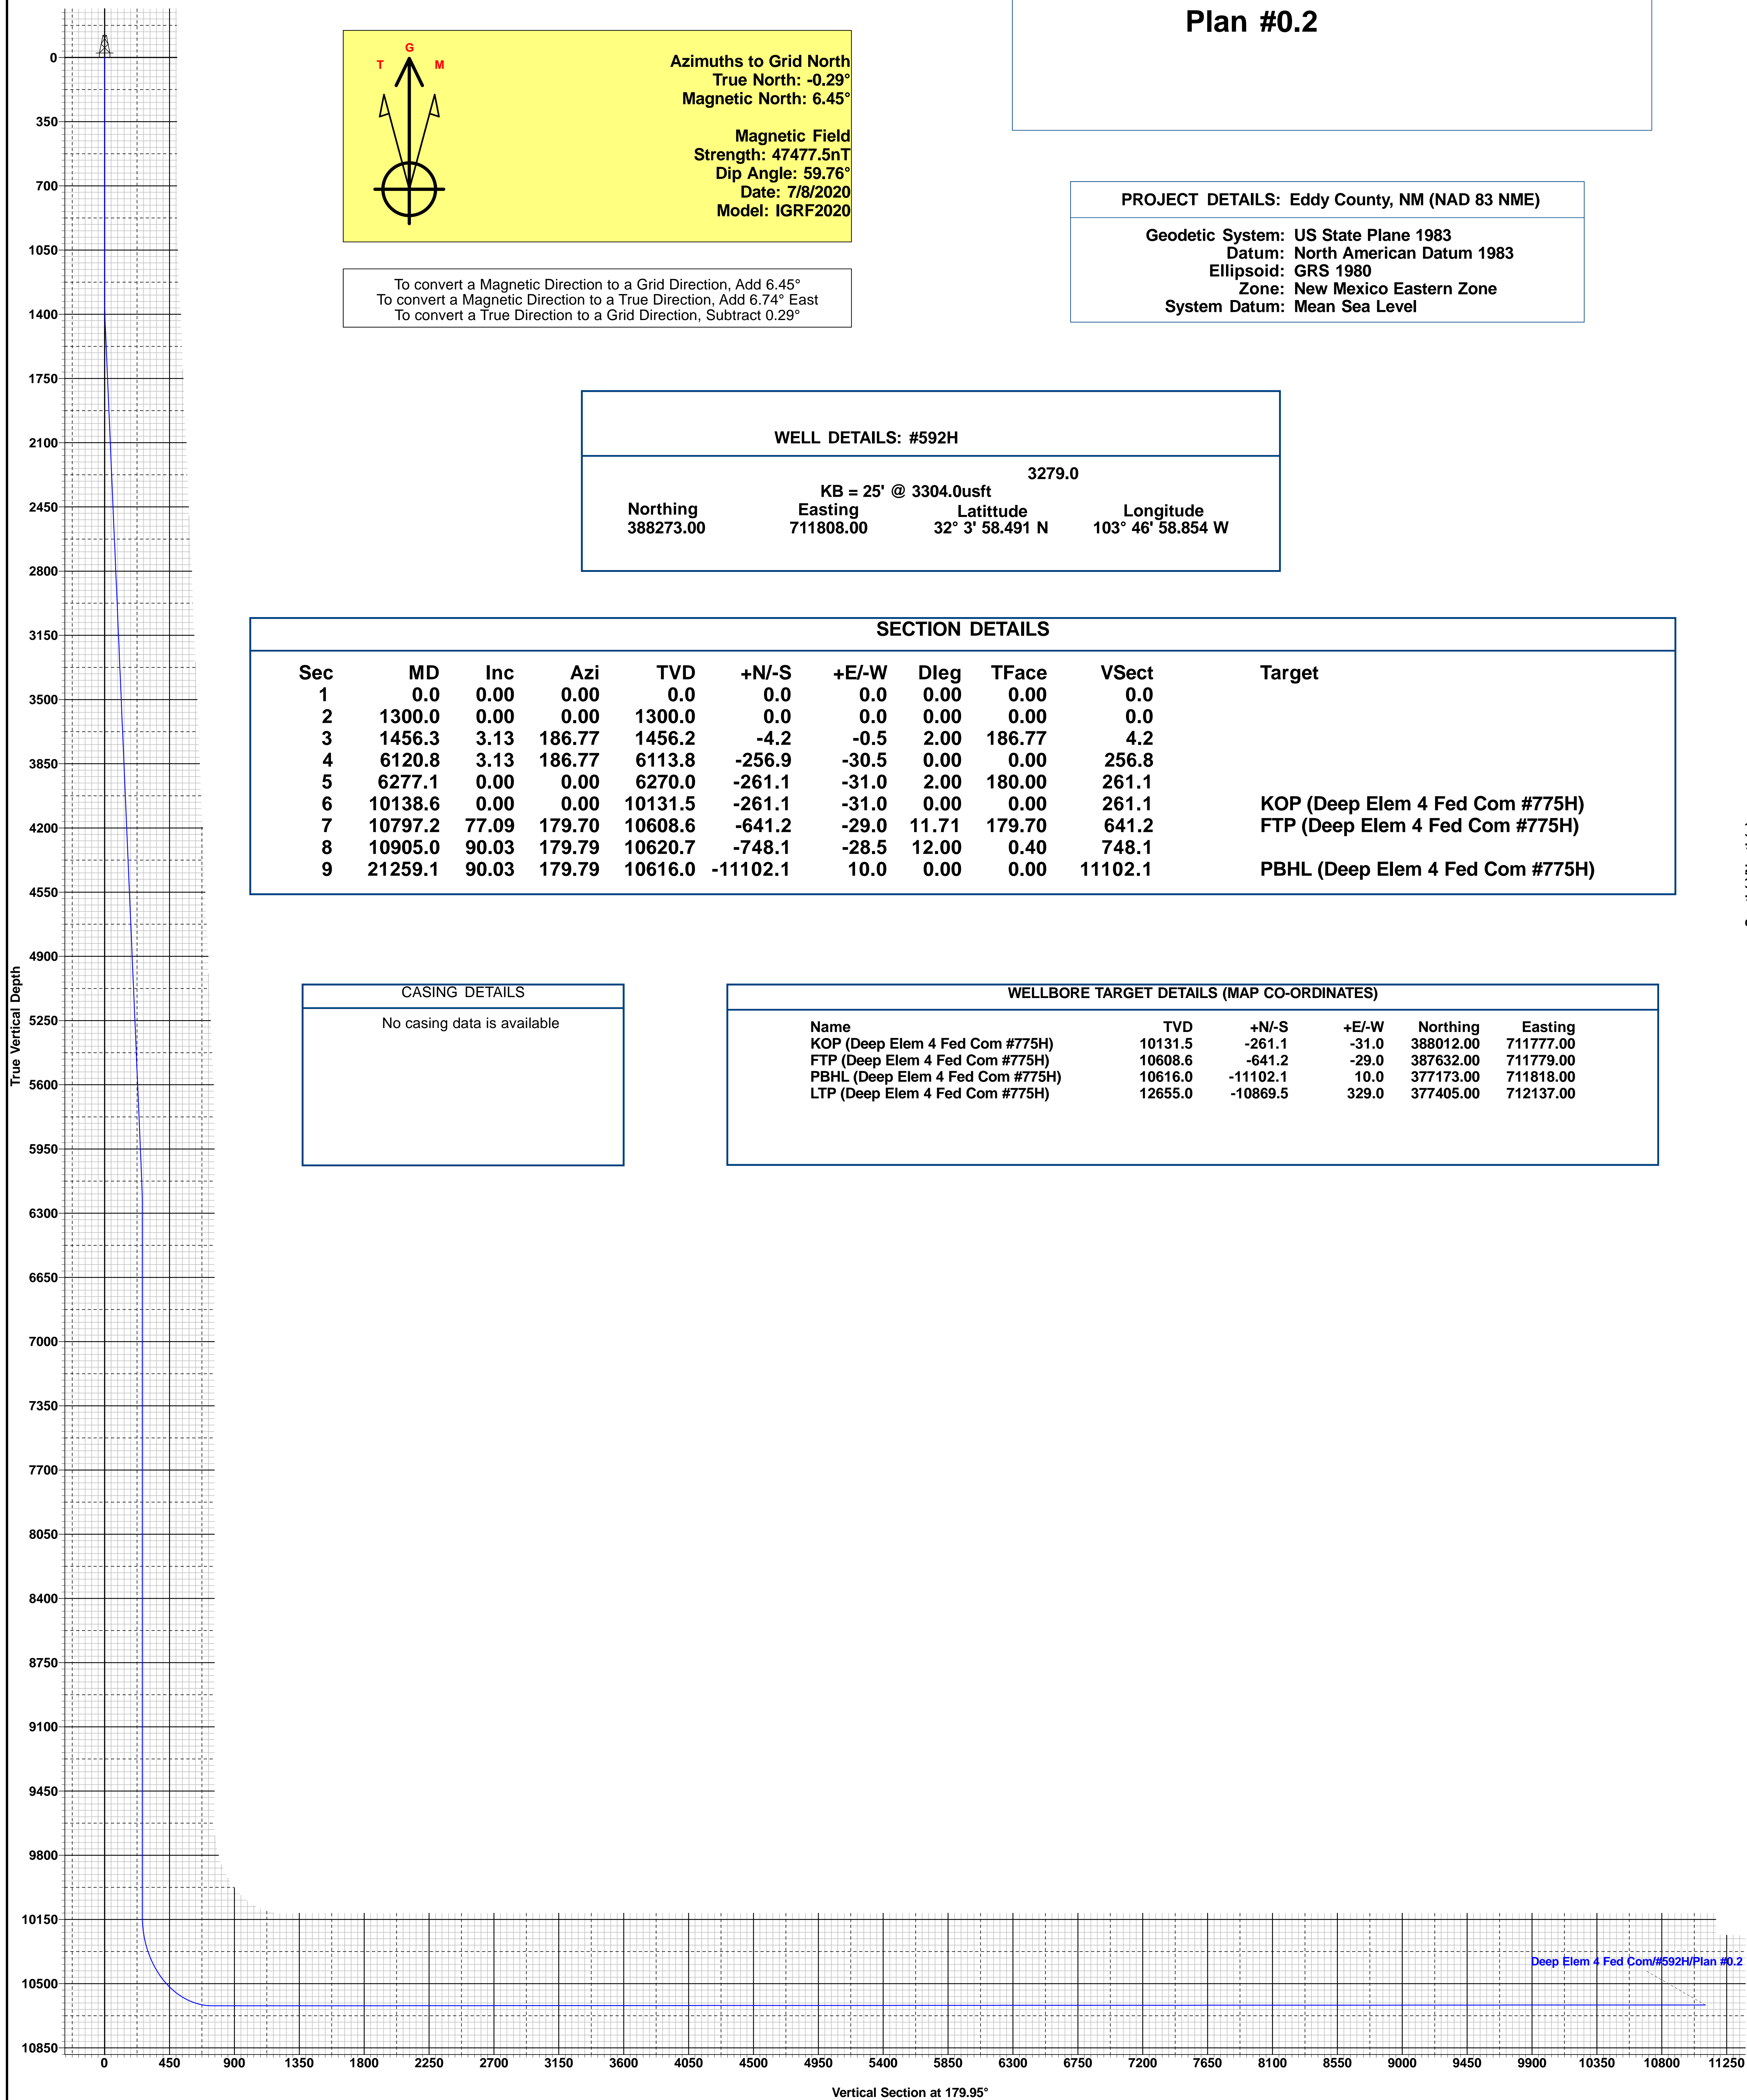 Plan #0.2
G
T M
Azimuths to Grid North
True North: -0.29°
Magnetic North: 6.45°
Magnetic Field
Strength: 47477.5nT
Dip Angle: 59.76°
Date: 7/8/2020
Model: IGRF2020
To convert a Magnetic Direction to a Grid Direction, Add 6.45°
To convert a Magnetic Direction to a True Direction, Add 6.74° East
To convert a True Direction to a Grid Direction, Subtract 0.29°
PROJECT DETAILS: Eddy County, NM (NAD 83 NME)
Geodetic System: US State Plane 1983
Datum: North American Datum 1983
Ellipsoid: GRS 1980
Zone: New Mexico Eastern Zone
System Datum: Mean Sea Level
WELL DETAILS: #592H
3279.0
KB = 25' @ 3304.0usft
Northing Easting Latittude Longitude
388273.00 711808.00 32° 3' 58.491 N 103° 46' 58.854 W
SECTION DETAILS
Sec MD Inc Azi TVD +N/-S +E/-W Dleg TFace VSect Target
1 0.0 0.00 0.00 0.0 0.0 0.0 0.00 0.00 0.0
2 1300.0 0.00 0.00 1300.0 0.0 0.0 0.00 0.00 0.0
3 1456.3 3.13 186.77 1456.2 -4.2 -0.5 2.00 186.77 4.2
4 6120.8 3.13 186.77 6113.8 -256.9 -30.5 0.00 0.00 256.8
5 6277.1 0.00 0.00 6270.0 -261.1 -31.0 2.00 180.00 261.1
6 10138.6 0.00 0.00 10131.5 -261.1 -31.0 0.00 0.00 261.1 KOP (Deep Elem 4 Fed Com #775H)
7 10797.2 77.09 179.70 10608.6 -641.2 -29.0 11.71 179.70 641.2 FTP (Deep Elem 4 Fed Com #775H)
8 10905.0 90.03 179.79 10620.7 -748.1 -28.5 12.00 0.40 748.1
9 21259.1 90.03 179.79 10616.0 -11102.1 10.0 0.00 0.00 11102.1 PBHL (Deep Elem 4 Fed Com #775H)
CASING DETAILS
No casing data is available
WELLBORE TARGET DETAILS (MAP CO-ORDINATES)
Name TVD +N/-S +E/-W Northing Easting
KOP (Deep Elem 4 Fed Com #775H) 10131.5 -261.1 -31.0 388012.00 711777.00
FTP (Deep Elem 4 Fed Com #775H) 10608.6 -641.2 -29.0 387632.00 711779.00
PBHL (Deep Elem 4 Fed Com #775H) 10616.0 -11102.1 10.0 377173.00 711818.00
LTP (Deep Elem 4 Fed Com #775H) 12655.0 -10869.5 329.0 377405.00 712137.00
True Vertical Depth
0
350
700
1050
1400
1750
2100
2450
2800
3150
3500
3850
4200
4550
4900
5250
5600
5950
6300
6650
7000
7350
7700
8050
8400
8750
9100
9450
9800
10150
10500
10850
Deep Elem 4 Fed Com/#592H/Plan #0.2
0 450 900 1350 1800 2250 2700 3150 3600 4050 4500 4950 5400 5850 6300 6750 7200 7650 8100 8550 9000 9450 9900 10350 10800 11250
Vertical Section at 179.95°